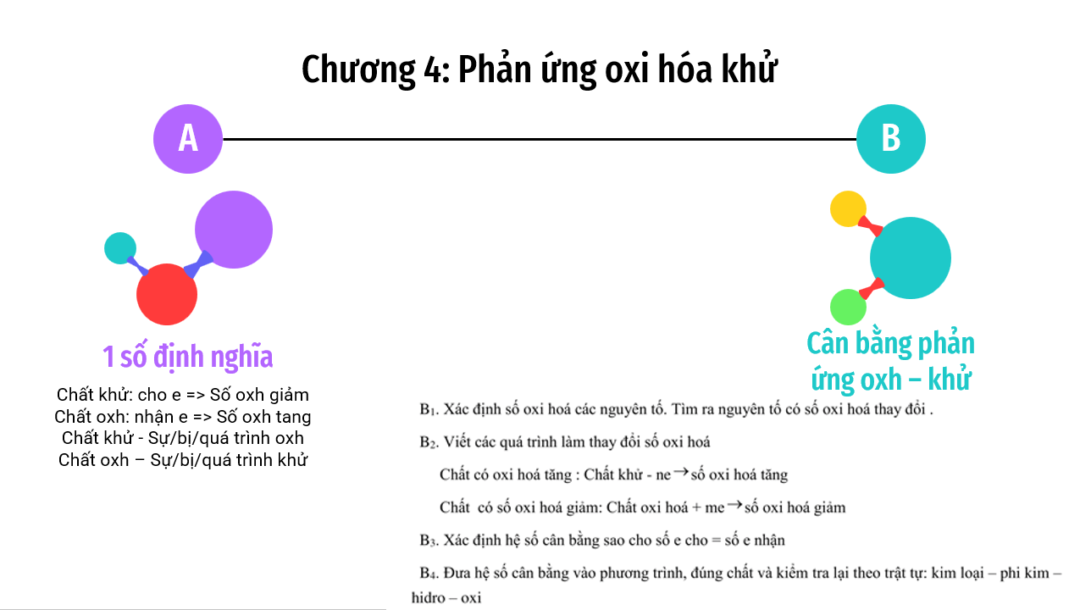 Chương 4: Phản ứng oxi hóa khử
A
B
1 số định nghĩa
Chất khử: cho e => Số oxh giảm
Chất oxh: nhận e => Số oxh tang
Chất khử - Sự/bị/quá trình oxh
Chất oxh – Sự/bị/quá trình khử
Cân bằng phản
ứng oxh – khử
B₁. Xác định số oxi hoá các nguyên tố. Tìm ra nguyên tố có số oxi hoá thay đổi .
B₂. Viết các quá trình làm thay đổi số oxi hoá
Chất có oxi hoá tăng : Chất khử - ne → số oxi hoá tăng
Chất có số oxi hoá giảm: Chất oxi hoá + me → số oxi hoá giảm
B₃. Xác định hệ số cân bằng sao cho số e cho = số e nhận
B₄. Đưa hệ số cân bằng vào phương trình, đúng chất và kiểm tra lại theo trật tự: kim loại – phi kim –
hidro – oxi